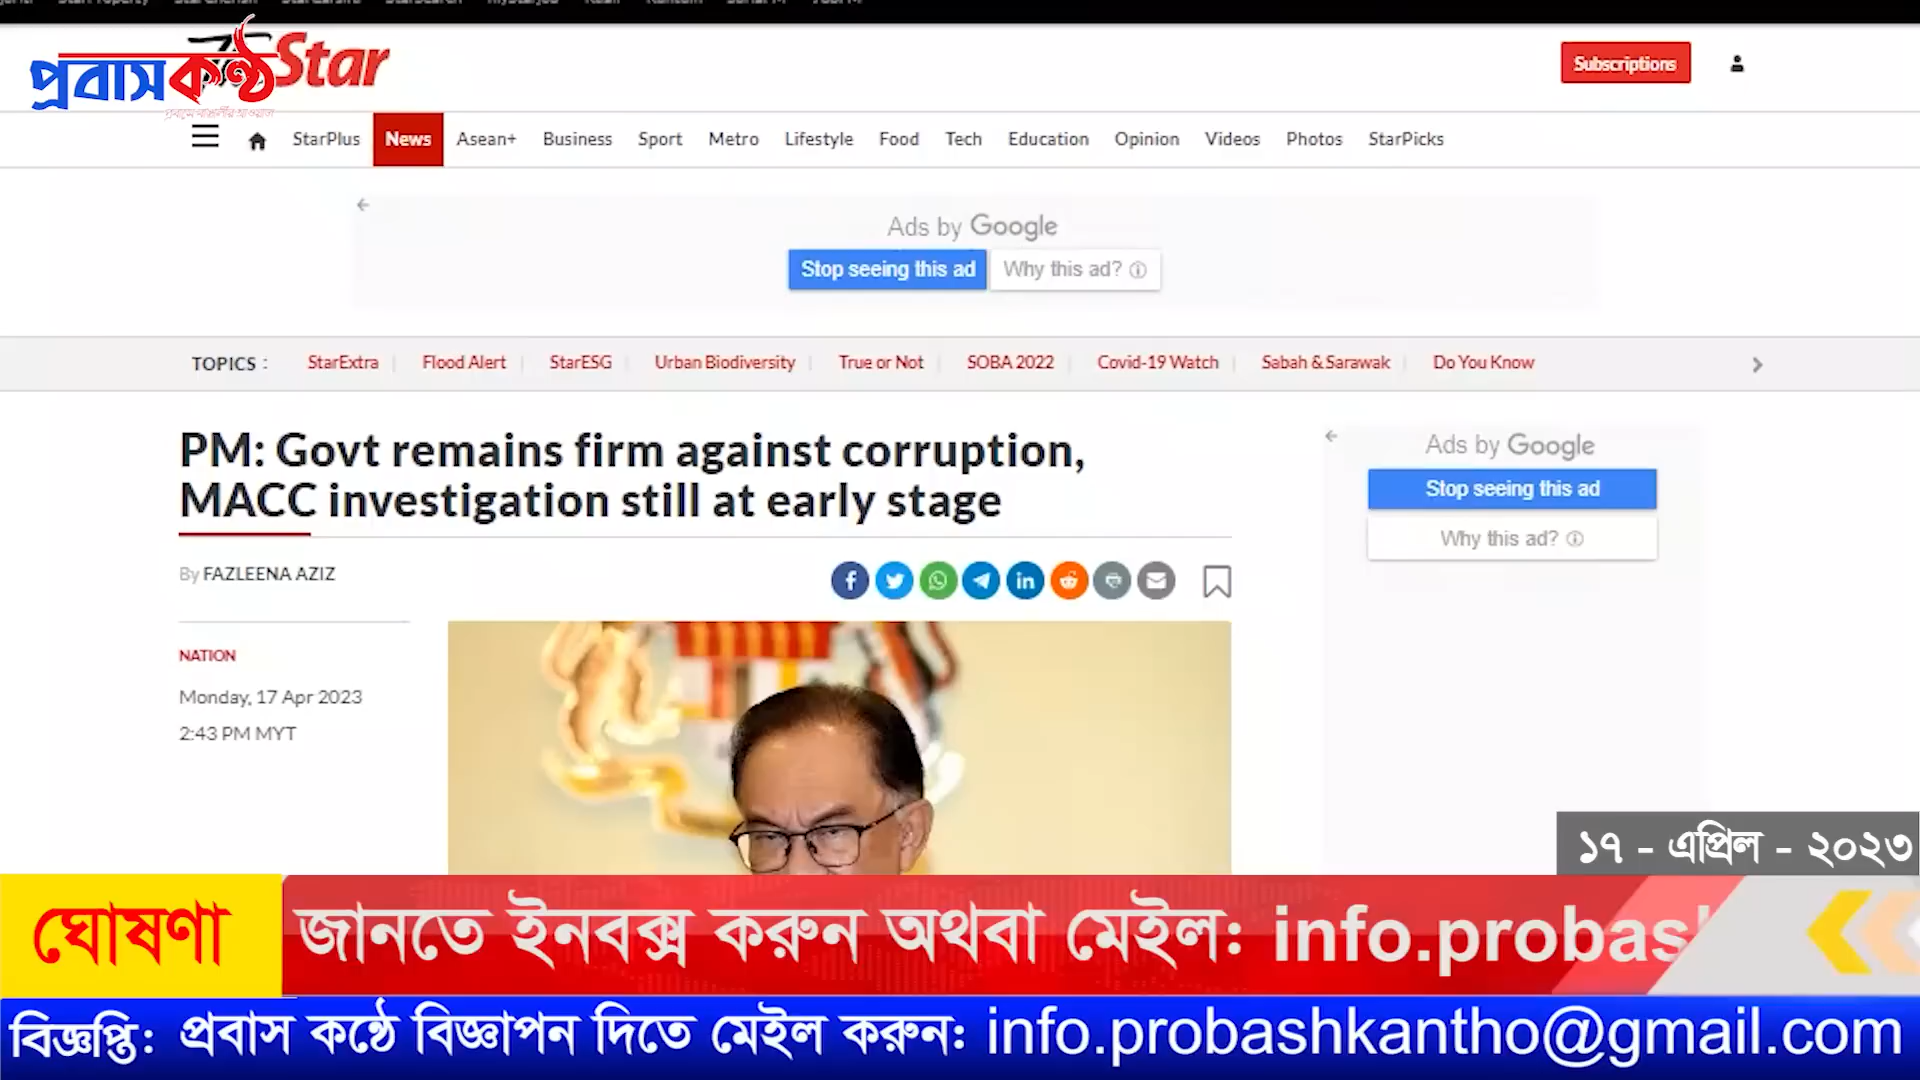 প্রবাস কণ্ঠ
Star
Subscriptions
StarPlus News Asean+ Business Sport Metro Lifestyle Food Tech Education Opinion Videos Photos StarPicks
Ads by Google
Stop seeing this ad Why this ad?
TOPICS : StarExtra Flood Alert StarESG Urban Biodiversity True or Not SOBA 2022 Covid-19 Watch Sabah & Sarawak Do You Know
PM: Govt remains firm against corruption,
MACC investigation still at early stage
Ads by Google
Stop seeing this ad
Why this ad?
By FAZLEENA AZIZ
NATION
Monday, 17 Apr 2023
2:43 PM MYT
১৭ - এপ্রিল - ২০২৩
ঘোষণা জানতে ইনবক্স করুন অথবা মেইল: info.probas
বিজ্ঞপ্তি: প্রবাস কণ্ঠে বিজ্ঞাপন দিতে মেইল করুন: info.probashkantho@gmail.com